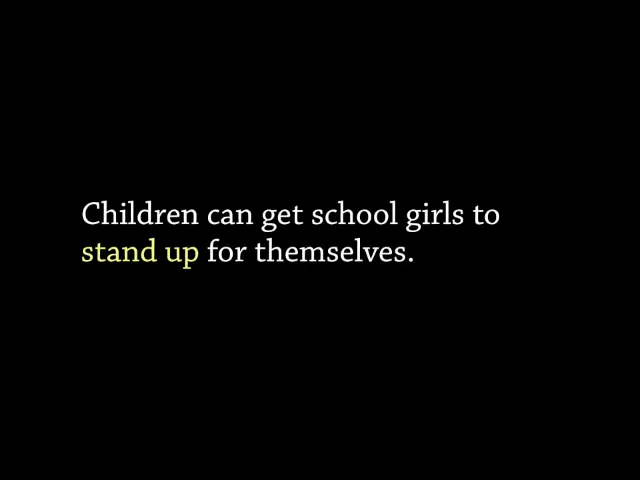 Children can get school girls to
stand up for themselves.